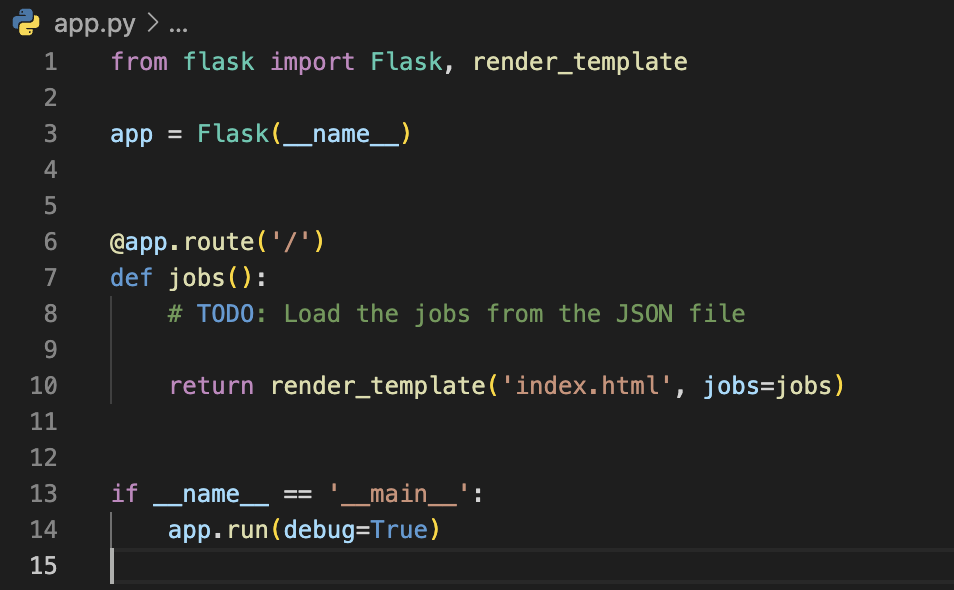 app.py > ...
1 from flask import Flask, render_template
2
3 app = Flask(__name__)
4
5
6 @app.route('/')
7 def jobs():
8     # TODO: Load the jobs from the JSON file
9
10     return render_template('index.html', jobs=jobs)
11
12
13 if __name__ == '__main__':
14     app.run(debug=True)
15